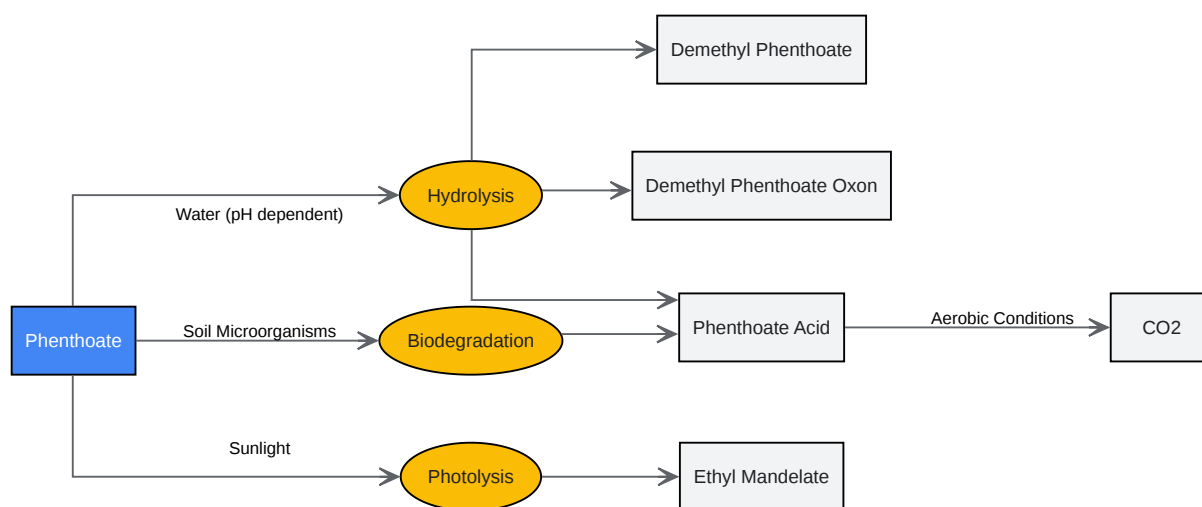 Demethyl Phenthoate
Demethyl Phenthoate Oxon
Hydrolysis
Water (pH dependent)
Phenthoate
Soil Microorganisms
Biodegradation
Phenthoate Acid
Aerobic Conditions
CO2
Sunlight
Photolysis
Ethyl Mandelate